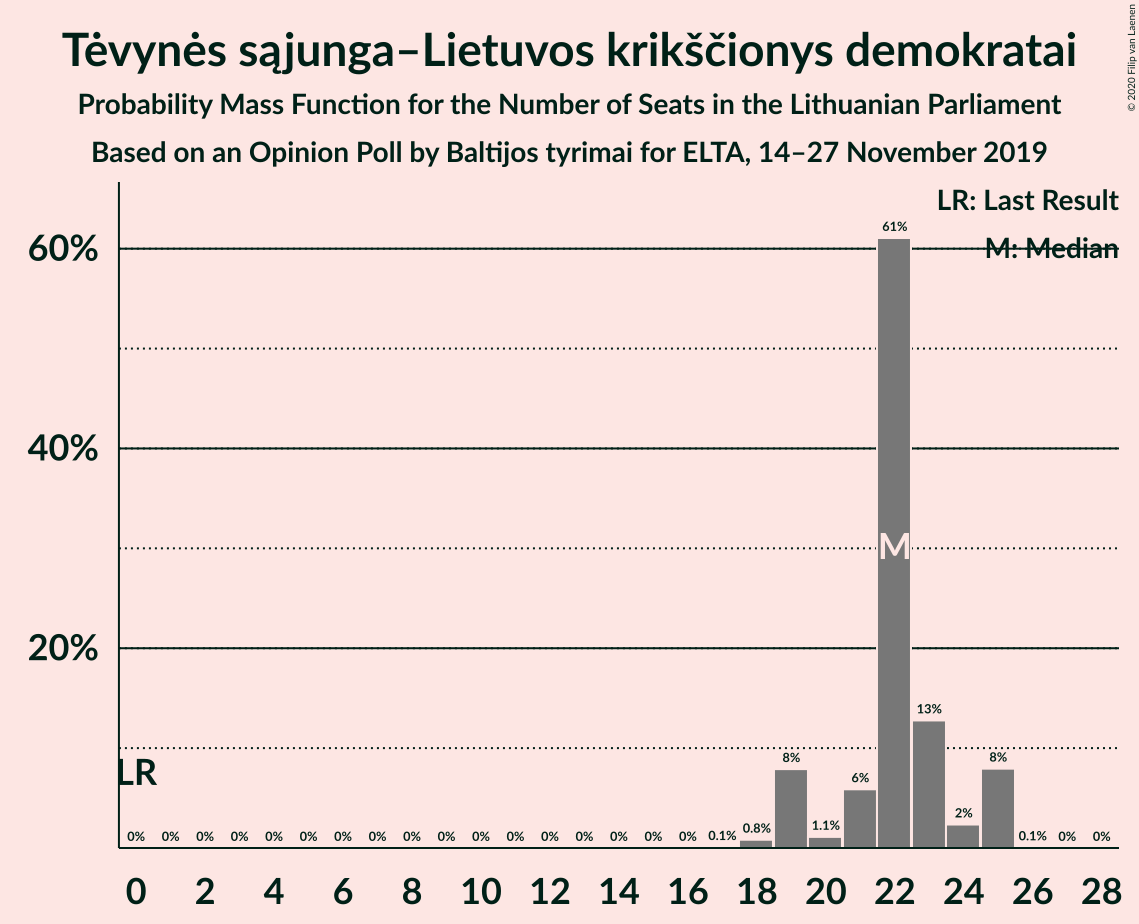 Tėvynės sąjunga–Lietuvos krikščionys demokratai
Probability Mass Function for the Number of Seats in the Lithuanian Parliament
Based on an Opinion Poll by Baltijos tyrimai for ELTA, 14–27 November 2019
© 2020 Filip van Laenen
LR: Last Result
M: Median
60%
40%
20%
61%
M
13%
8%
8%
6%
2%
LR
0% 0% 0% 0% 0% 0% 0% 0% 0% 0% 0% 0% 0% 0% 0% 0% 0% 0.1% 0.8% 1.1% 0.1% 0% 0%
0 2 4 6 8 10 12 14 16 18 20 22 24 26 28